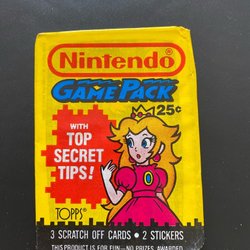 Nintendo®
GAME PACK
25¢
WITH
TOP
SECRET
TIPS!
TOPPS®
3 SCRATCH OFF CARDS • 2 STICKERS
THIS PRODUCT IS FOR FUN—NO PRIZES AWARDED